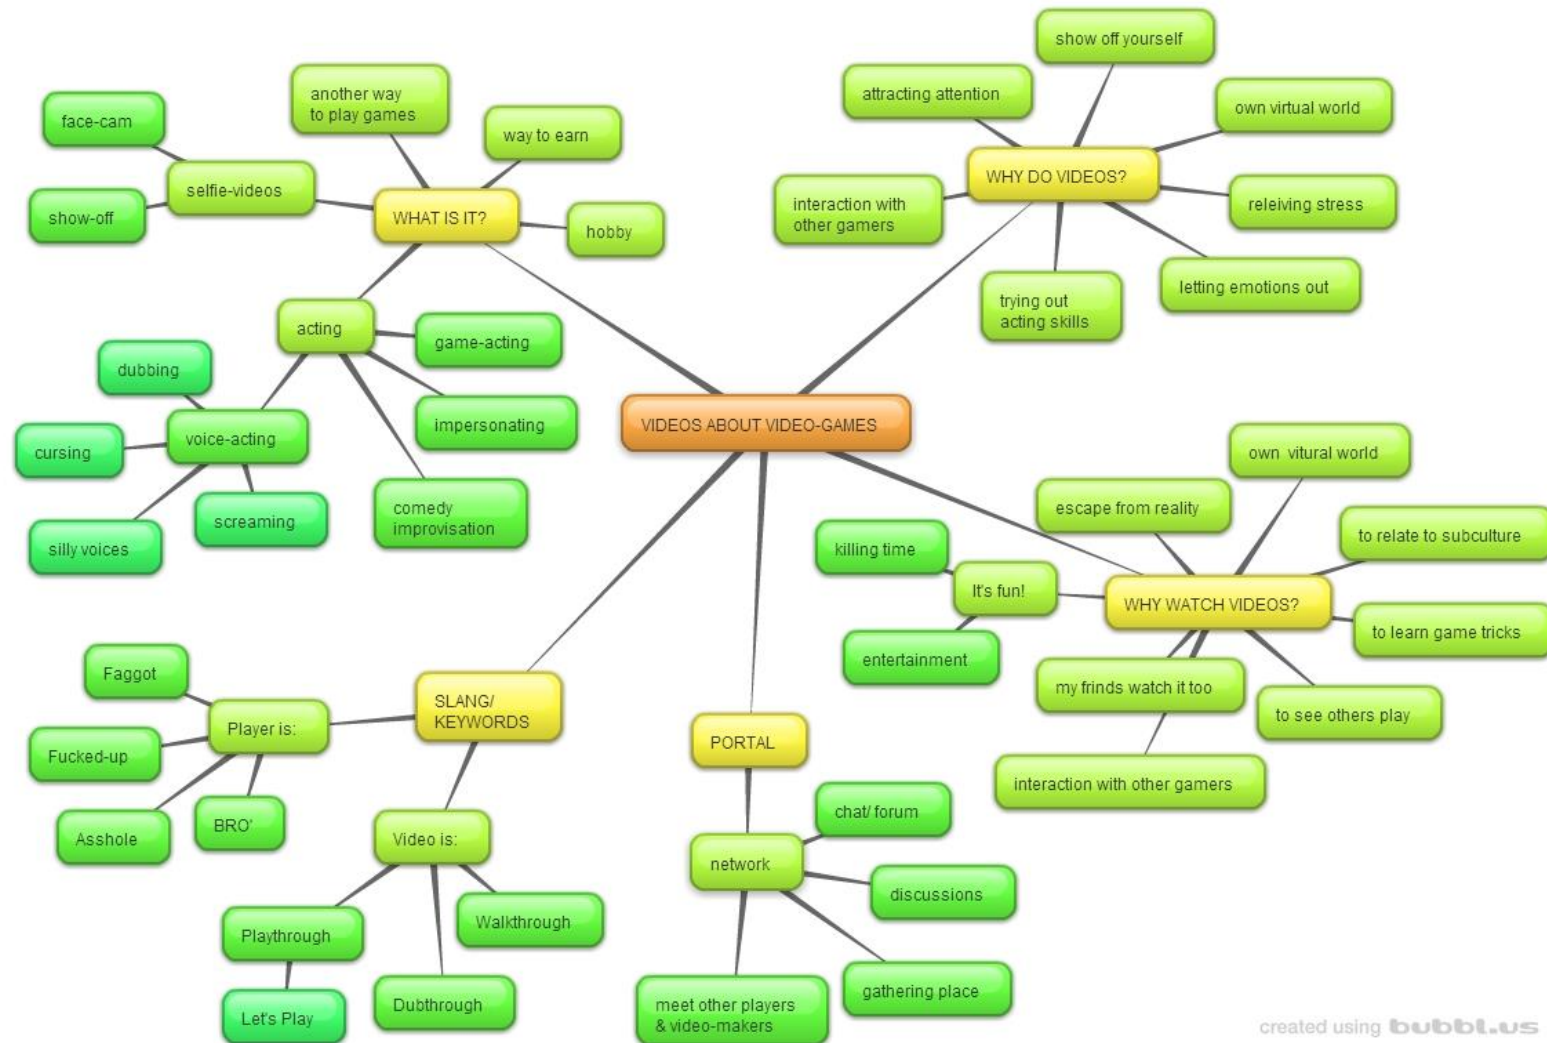 show off yourself
attracting attention
own virtual world
WHY DO VIDEOS?
interaction with
other gamers
releiving stress
trying out
acting skills
letting emotions out
another way
to play games
face-cam
way to earn
selfie-videos
show-off
WHAT IS IT?
hobby
acting
game-acting
dubbing
impersonating
voice-acting
cursing
screaming
silly voices
comedy
improvisation
VIDEOS ABOUT VIDEO-GAMES
own vitural world
escape from reality
to relate to subculture
killing time
It's fun!
WHY WATCH VIDEOS?
to learn game tricks
entertainment
my frinds watch it too
to see others play
interaction with other gamers
SLANG/
KEYWORDS
Faggot
Player is:
Fucked-up
Asshole
BRO'
Video is:
Playthrough
Walkthrough
Let's Play
Dubthrough
PORTAL
chat/ forum
network
discussions
gathering place
meet other players
& video-makers
created using bubbl.us